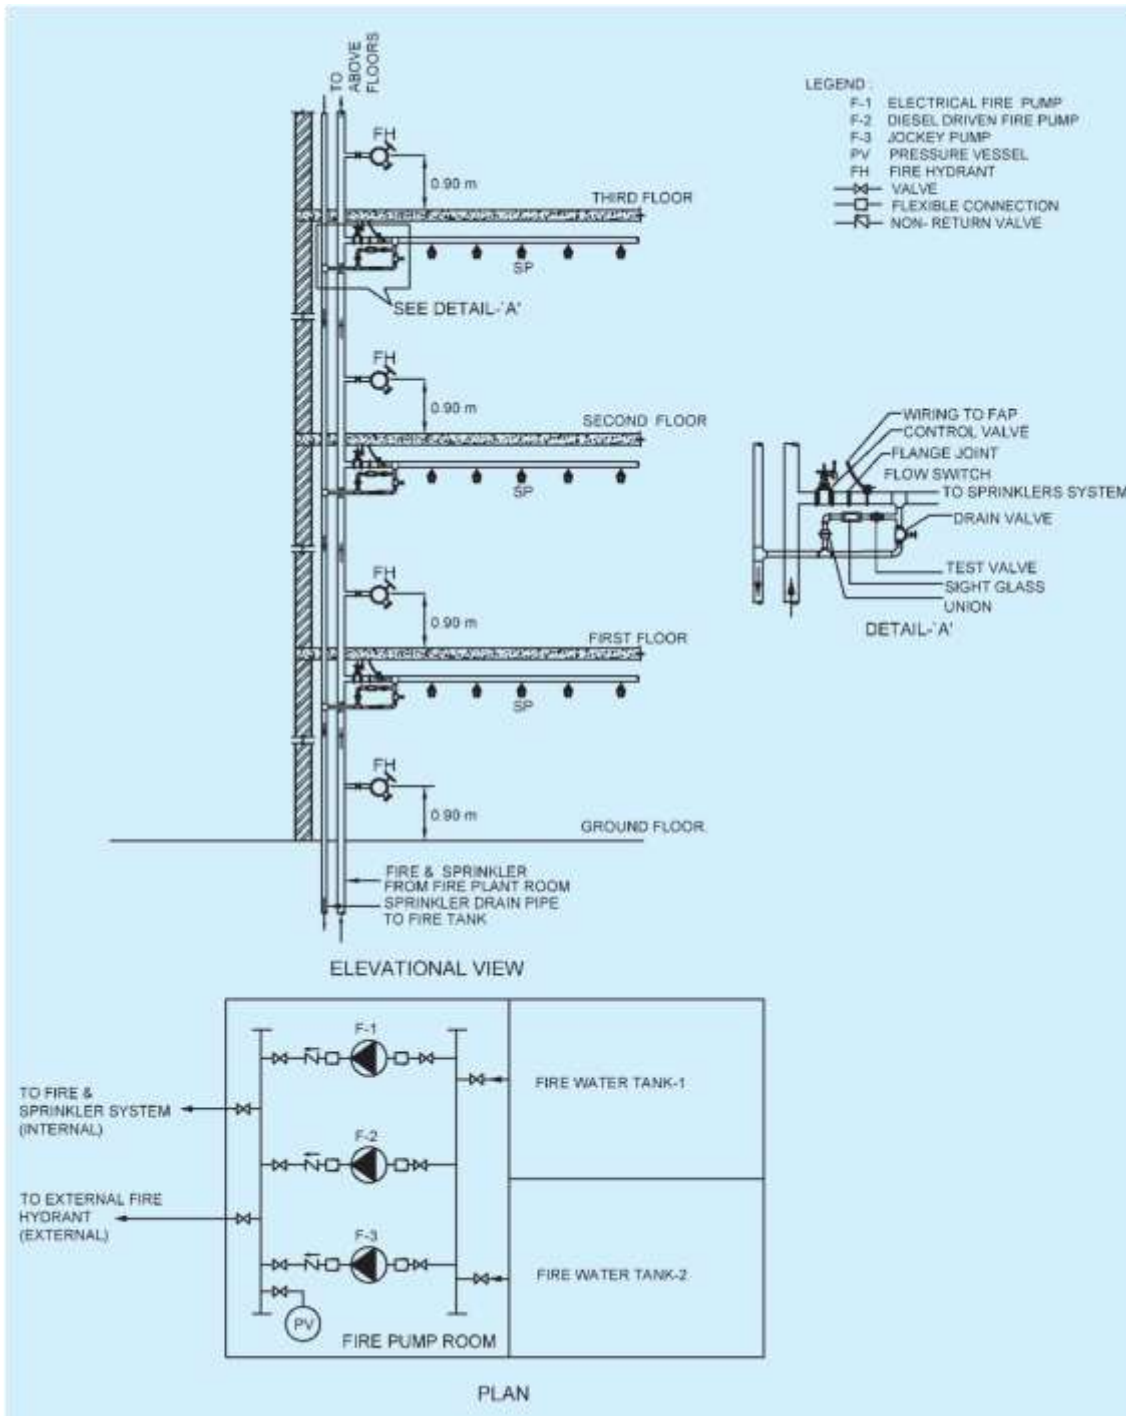 TO
ABOVE
FLOORS
LEGEND :
F-1 ELECTRICAL FIRE PUMP
F-2 DIESEL DRIVEN FIRE PUMP
F-3 JOCKEY PUMP
PV PRESSURE VESSEL
FH FIRE HYDRANT
VALVE
FLEXIBLE CONNECTION
NON- RETURN VALVE
FH
0.90 m
THIRD FLOOR
SP
SEE DETAIL-'A'
FH
0.90 m
SECOND FLOOR
SP
FH
0.90 m
FIRST FLOOR
SP
FH
0.90 m
GROUND FLOOR
FIRE & SPRINKLER
FROM FIRE PLANT ROOM
SPRINKLER DRAIN PIPE
TO FIRE TANK
ELEVATIONAL VIEW
WIRING TO FAP
CONTROL VALVE
FLANGE JOINT
FLOW SWITCH
TO SPRINKLERS SYSTEM
DRAIN VALVE
TEST VALVE
SIGHT GLASS
UNION
DETAIL-'A'
F-1
F-2
F-3
TO FIRE &
SPRINKLER SYSTEM
(INTERNAL)
TO EXTERNAL FIRE
HYDRANT
(EXTERNAL)
FIRE WATER TANK-1
FIRE WATER TANK-2
PV
FIRE PUMP ROOM
PLAN